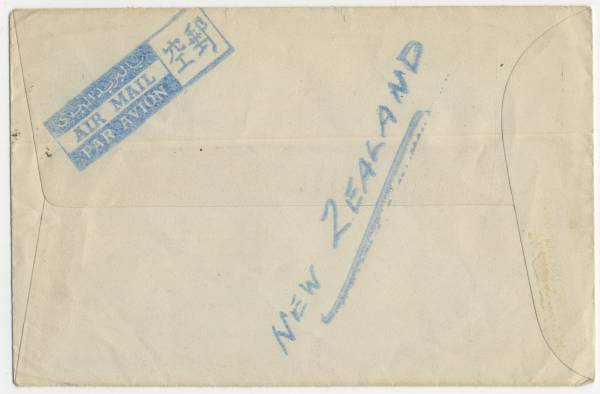 空郵
AIR MAIL
PAR AVION
NEW ZEALAND